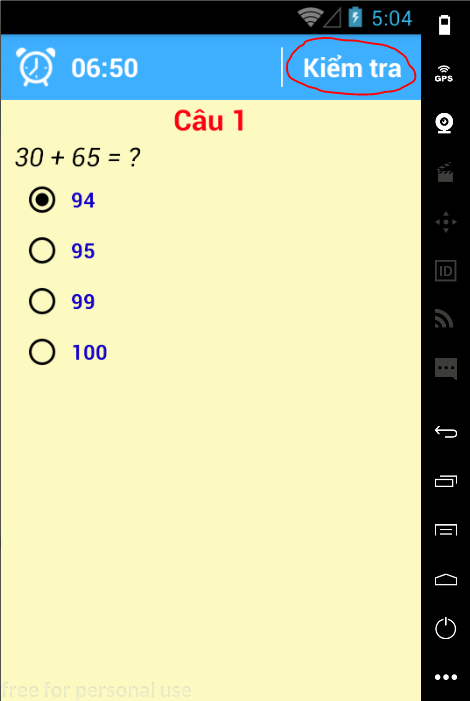 5:04
06:50
Kiểm tra
Câu 1
30 + 65 = ?
94
95
99
100
free for personal use
GPS
ID